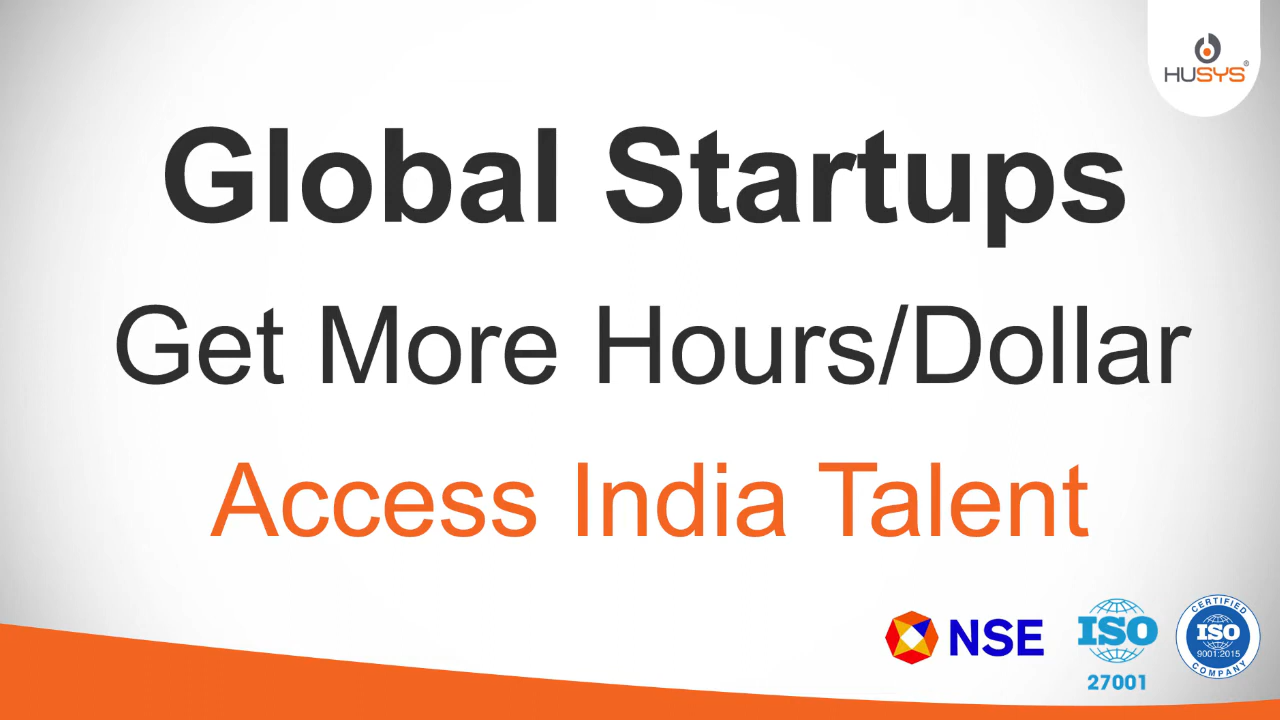 HUSYS®
Global Startups
Get More Hours/Dollar
Access India Talent
NSE
ISO
27001
CERTIFIED
ISO
9001:2015
COMPANY